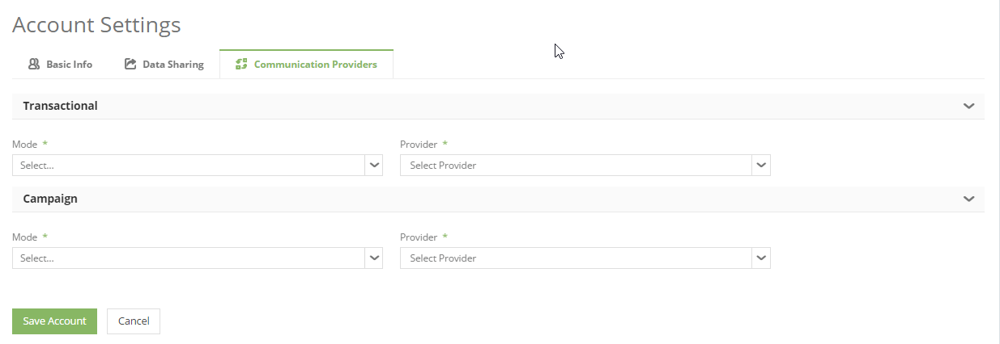 Account Settings
Basic Info Data Sharing Communication Providers
Transactional
Mode * Provider *
Select... Select Provider
Campaign
Mode * Provider *
Select... Select Provider
Save Account Cancel